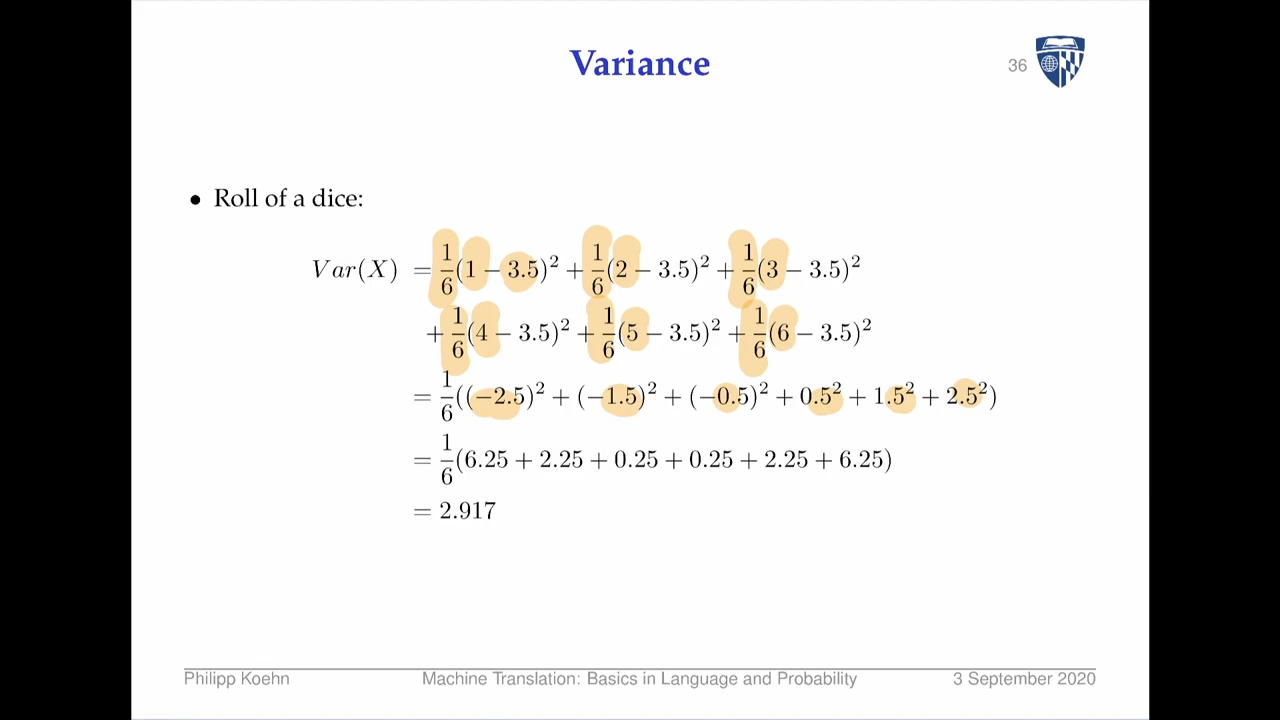 Variance
36
• Roll of a dice:
Var(X) = 1/6(1 − 3.5)² + 1/6(2 − 3.5)² + 1/6(3 − 3.5)²
+ 1/6(4 − 3.5)² + 1/6(5 − 3.5)² + 1/6(6 − 3.5)²
= 1/6((−2.5)² + (−1.5)² + (−0.5)² + 0.5² + 1.5² + 2.5²)
= 1/6(6.25 + 2.25 + 0.25 + 0.25 + 2.25 + 6.25)
= 2.917
Philipp Koehn Machine Translation: Basics in Language and Probability 3 September 2020